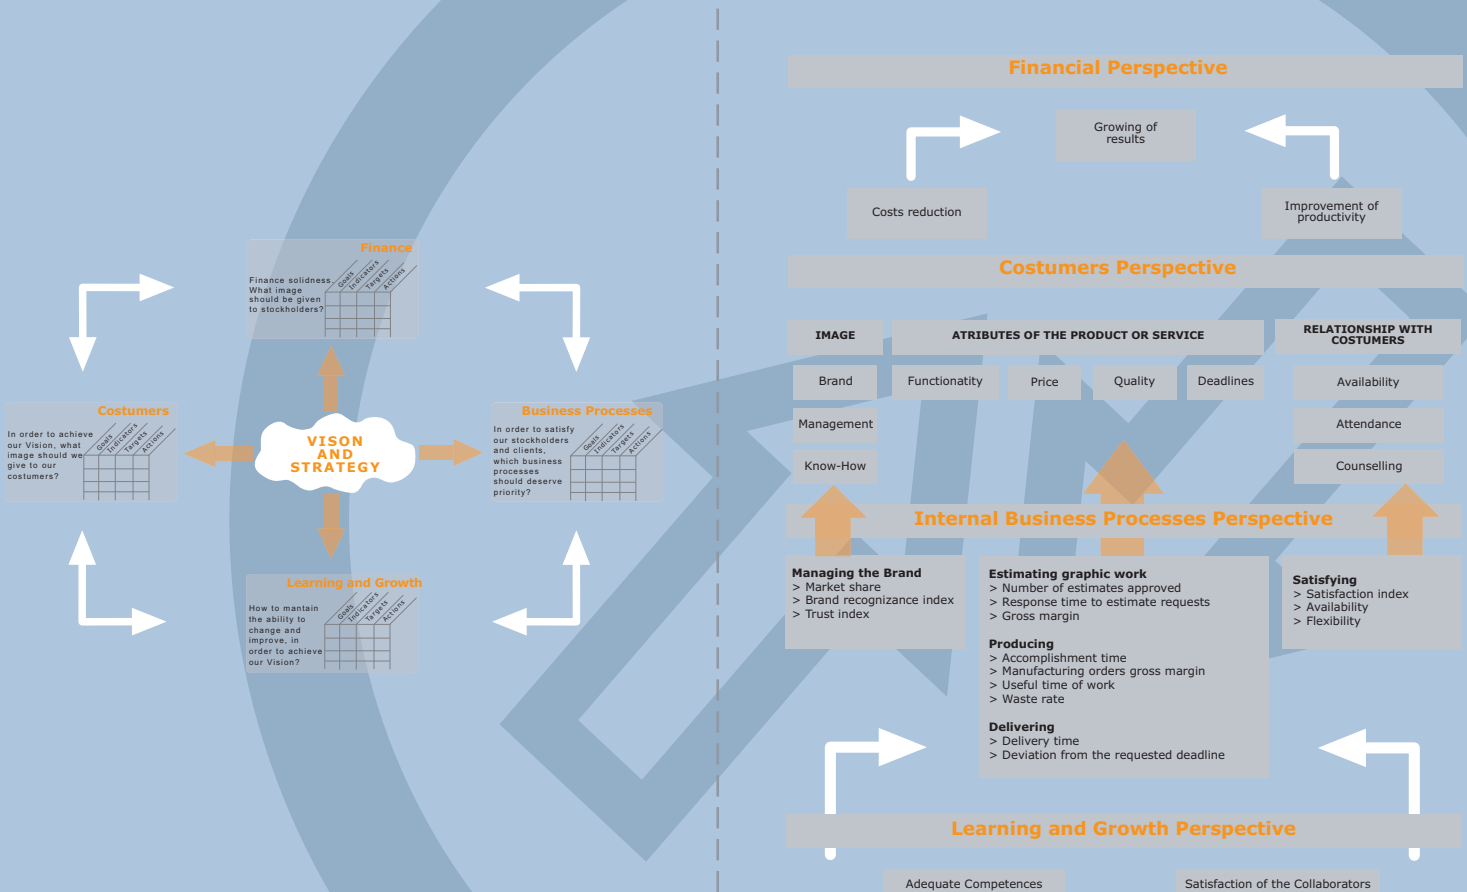 Finance
Finance solidness.
What image
should be given
to stockholders?
Goals
Indicators
Targets
Actions
Costumers
In order to achieve
our Vision, what
image should we
give to our
costumers?
Goals
Indicators
Targets
Actions
VISON
AND
STRATEGY
Business Processes
In order to satisfy
our stockholders
and clients,
which business
processes
should deserve
priority?
Goals
Indicators
Targets
Actions
Learning and Growth
How to mantain
the ability to
change and
improve, in
order to achieve
our Vision?
Goals
Indicators
Targets
Actions
Financial Perspective
Growing of
results
Costs reduction
Improvement of
productivity
Costumers Perspective
IMAGE
ATRIBUTES OF THE PRODUCT OR SERVICE
RELATIONSHIP WITH
COSTUMERS
Brand
Functionatity
Price
Quality
Deadlines
Availability
Management
Attendance
Know-How
Counselling
Internal Business Processes Perspective
Managing the Brand
> Market share
> Brand recognizance index
> Trust index
Estimating graphic work
> Number of estimates approved
> Response time to estimate requests
> Gross margin
Producing
> Accomplishment time
> Manufacturing orders gross margin
> Useful time of work
> Waste rate
Delivering
> Delivery time
> Deviation from the requested deadline
Satisfying
> Satisfaction index
> Availability
> Flexibility
Learning and Growth Perspective
Adequate Competences
Satisfaction of the Collaborators